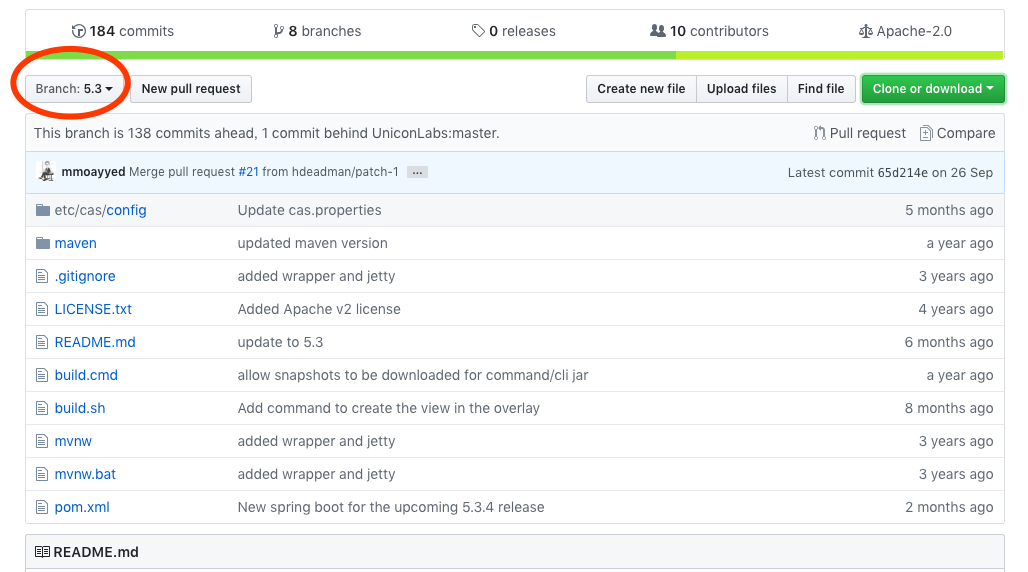 184 commits 8 branches 0 releases 10 contributors Apache-2.0
Branch: 5.3 New pull request Create new file Upload files Find file Clone or download
This branch is 138 commits ahead, 1 commit behind UniconLabs:master. Pull request Compare
mmoayyed Merge pull request #21 from hdeadman/patch-1 ... Latest commit 65d214e on 26 Sep
etc/cas/config Update cas.properties 5 months ago
maven updated maven version a year ago
.gitignore added wrapper and jetty 3 years ago
LICENSE.txt Added Apache v2 license 4 years ago
README.md update to 5.3 6 months ago
build.cmd allow snapshots to be downloaded for command/cli jar a year ago
build.sh Add command to create the view in the overlay 8 months ago
mvnw added wrapper and jetty 3 years ago
mvnw.bat added wrapper and jetty 3 years ago
pom.xml New spring boot for the upcoming 5.3.4 release 2 months ago
README.md